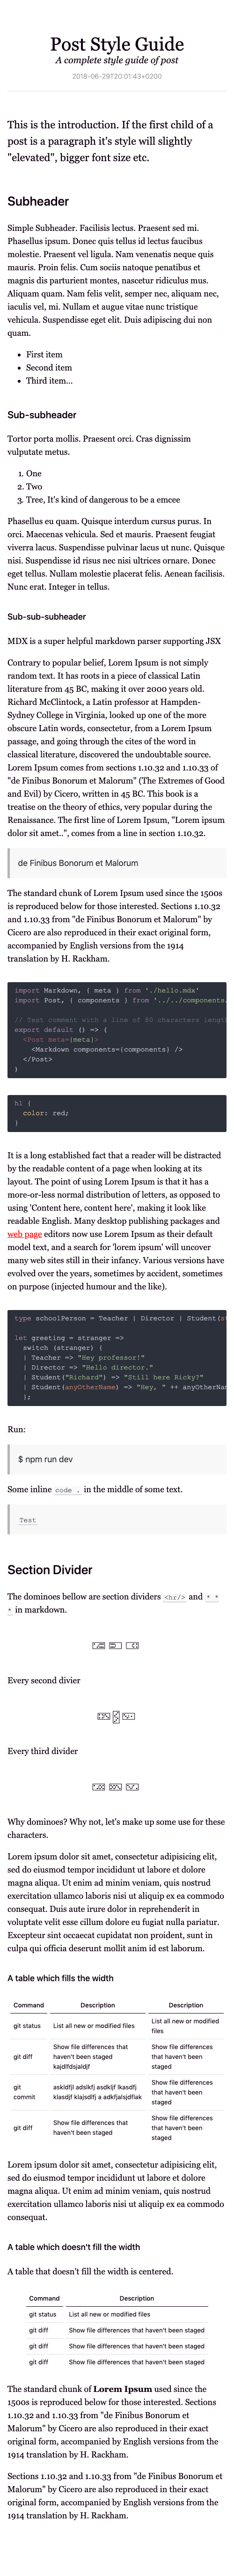 Post Style Guide
A complete style guide of post
2018-06-29T20:01:43+0200
This is the introduction. If the first child of a
post is a paragraph it's style will slightly
"elevated", bigger font size etc.
Subheader
Simple Subheader. Facilisis lectus. Praesent sed mi.
Phasellus ipsum. Donec quis tellus id lectus faucibus
molestie. Praesent vel ligula. Nam venenatis neque quis
mauris. Proin felis. Cum sociis natoque penatibus et
magnis dis parturient montes, nascetur ridiculus mus.
Aliquam quam. Nam felis velit, semper nec, aliquam nec,
iaculis vel, mi. Nullam et augue vitae nunc tristique
vehicula. Suspendisse eget elit. Duis adipiscing dui non
quam.
• First item
• Second item
• Third item...
Sub-subheader
Tortor porta mollis. Praesent orci. Cras dignissim
vulputate metus.
1. One
2. Two
3. Tree, It's kind of dangerous to be a emcee
Phasellus eu quam. Quisque interdum cursus purus. In
orci. Maecenas vehicula. Sed et mauris. Praesent feugiat
viverra lacus. Suspendisse pulvinar lacus ut nunc. Quisque
nisi. Suspendisse id risus nec nisi ultrices ornare. Donec
eget tellus. Nullam molestie placerat felis. Aenean facilisis.
Nunc erat. Integer in tellus.
Sub-sub-subheader
MDX is a super helpful markdown parser supporting JSX
Contrary to popular belief, Lorem Ipsum is not simply
random text. It has roots in a piece of classical Latin
literature from 45 BC, making it over 2000 years old.
Richard McClintock, a Latin professor at Hampden-
Sydney College in Virginia, looked up one of the more
obscure Latin words, consectetur, from a Lorem Ipsum
passage, and going through the cites of the word in
classical literature, discovered the undoubtable source.
Lorem Ipsum comes from sections 1.10.32 and 1.10.33 of
"de Finibus Bonorum et Malorum" (The Extremes of Good
and Evil) by Cicero, written in 45 BC. This book is a
treatise on the theory of ethics, very popular during the
Renaissance. The first line of Lorem Ipsum, "Lorem ipsum
dolor sit amet..", comes from a line in section 1.10.32.
de Finibus Bonorum et Malorum
The standard chunk of Lorem Ipsum used since the 1500s
is reproduced below for those interested. Sections 1.10.32
and 1.10.33 from "de Finibus Bonorum et Malorum" by
Cicero are also reproduced in their exact original form,
accompanied by English versions from the 1914
translation by H. Rackham.
import Markdown, { meta } from './hello.mdx'
import Post, { components } from '../../components.
// Test comment with a line of 80 characters lengt
export default () => (
<Post meta={meta}>
<Markdown components={components} />
</Post>
)
h1 {
color: red;
}
It is a long established fact that a reader will be distracted
by the readable content of a page when looking at its
layout. The point of using Lorem Ipsum is that it has a
more-or-less normal distribution of letters, as opposed to
using 'Content here, content here', making it look like
readable English. Many desktop publishing packages and
web page editors now use Lorem Ipsum as their default
model text, and a search for 'lorem ipsum' will uncover
many web sites still in their infancy. Various versions have
evolved over the years, sometimes by accident, sometimes
on purpose (injected humour and the like).
type schoolPerson = Teacher | Director | Student(s
let greeting = stranger =>
switch (stranger) {
| Teacher => "Hey professor!"
| Director => "Hello director."
| Student("Richard") => "Still here Ricky?"
| Student(anyOtherName) => "Hey, " ++ anyOtherNa
};
Run:
$ npm run dev
Some inline code . in the middle of some text.
Test
Section Divider
The dominoes bellow are section dividers <hr/> and * *
* in markdown.
Every second divier
Every third divider
Why dominoes? Why not, let's make up some use for these
characters.
Lorem ipsum dolor sit amet, consectetur adipisicing elit,
sed do eiusmod tempor incididunt ut labore et dolore
magna aliqua. Ut enim ad minim veniam, quis nostrud
exercitation ullamco laboris nisi ut aliquip ex ea commodo
consequat. Duis aute irure dolor in reprehenderit in
voluptate velit esse cillum dolore eu fugiat nulla pariatur.
Excepteur sint occaecat cupidatat non proident, sunt in
culpa qui officia deserunt mollit anim id est laborum.
A table which fills the width
Command Description Description
git status List all new or modified files List all new or modified files
git diff Show file differences that haven't been staged kajdlfdsjaldjf Show file differences that haven't been staged
git commit askldfjl adslkfj asdkljf lkasdfj klasdjf klajsdlfj a adkfjalsjdflak Show file differences that haven't been staged
git diff Show file differences that haven't been staged Show file differences that haven't been staged
Lorem ipsum dolor sit amet, consectetur adipisicing elit,
sed do eiusmod tempor incididunt ut labore et dolore
magna aliqua. Ut enim ad minim veniam, quis nostrud
exercitation ullamco laboris nisi ut aliquip ex ea commodo
consequat.
A table which doesn't fill the width
A table that doesn't fill the width is centered.
Command Description
git status List all new or modified files
git diff Show file differences that haven't been staged
git diff Show file differences that haven't been staged
git diff Show file differences that haven't been staged
The standard chunk of Lorem Ipsum used since the
1500s is reproduced below for those interested. Sections
1.10.32 and 1.10.33 from "de Finibus Bonorum et
Malorum" by Cicero are also reproduced in their exact
original form, accompanied by English versions from the
1914 translation by H. Rackham.
Sections 1.10.32 and 1.10.33 from "de Finibus Bonorum et
Malorum" by Cicero are also reproduced in their exact
original form, accompanied by English versions from the
1914 translation by H. Rackham.